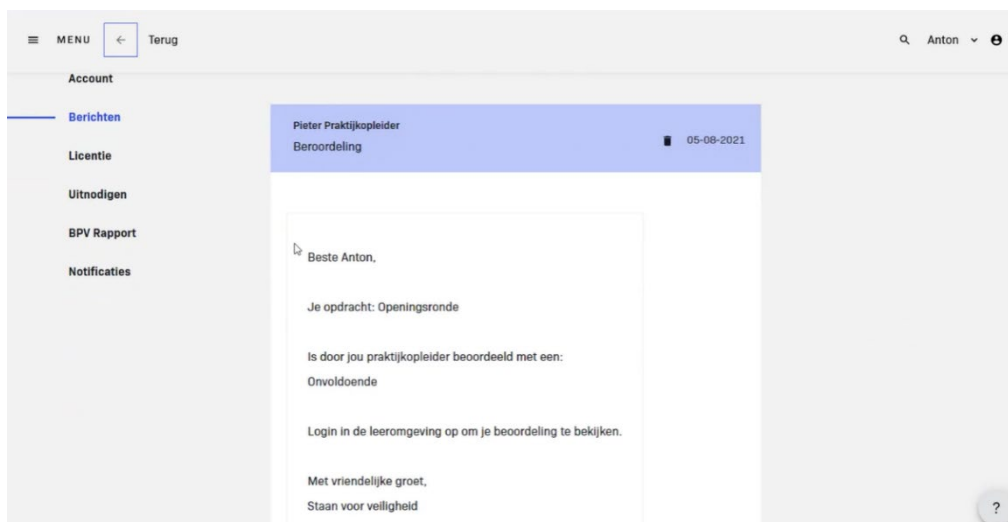 MENU
Terug
Anton
Account
Berichten
Licentie
Uitnodigen
BPV Rapport
Notificaties
Pieter Praktijkopleider
Beroordeling
05-08-2021
Beste Anton,
Je opdracht: Openingsronde
Is door jou praktijkopleider beoordeeld met een:
Onvoldoende
Login in de leeromgeving op om je beoordeling te bekijken.
Met vriendelijke groet,
Staan voor veiligheid
?